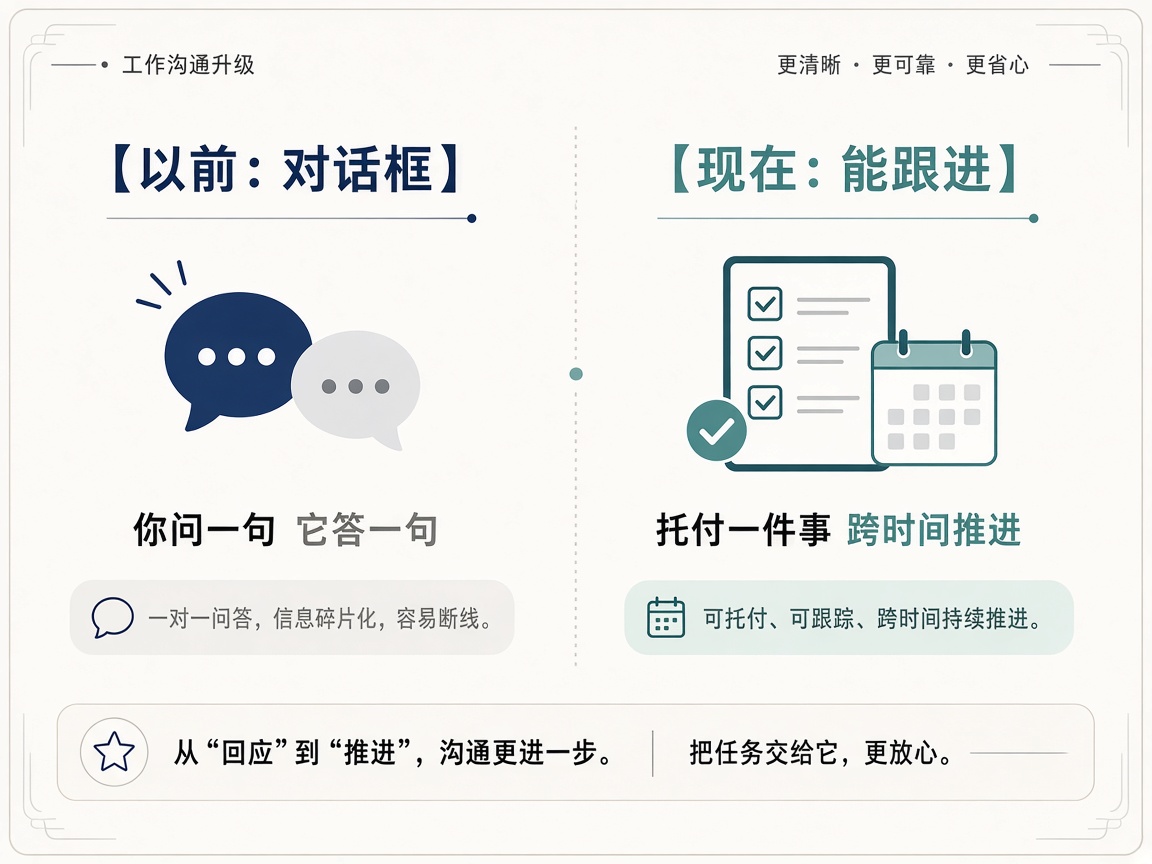 工作沟通升级
更清晰 · 更可靠 · 更省心
【以前：对话框】
【现在：能跟进】
你问一句 它答一句
托付一件事 跨时间推进
一对一问答，信息碎片化，容易断线。
可托付、可跟踪、跨时间持续推进。
从“回应”到“推进”，沟通更进一步。
把任务交给它，更放心。